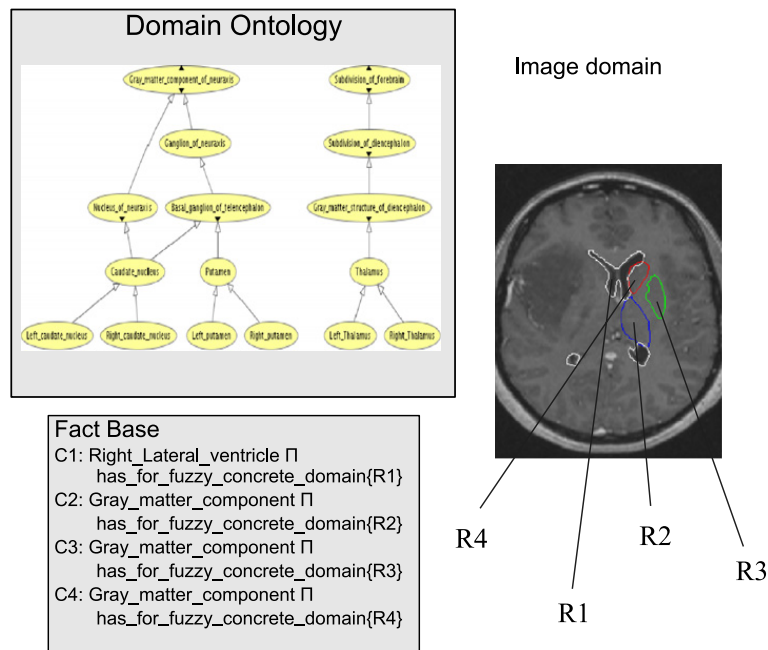 Domain Ontology
Image domain
Gray_matter_component_of_neuraxis
Subdivision_of_forebrain
Ganglion_of_neuraxis
Subdivision_of_diencephalon
Nucleus_of_neuraxis
Basal_ganglion_of_telencephalon
Gray_matter_structure_of_diencephalon
Caudate_nucleus
Putamen
Thalamus
Left_caudate_nucleus
Right_caudate_nucleus
Left_putamen
Right_putamen
Left_Thalamus
Right_Thalamus
Fact Base
C1: Right_Lateral_ventricle Π
has_for_fuzzy_concrete_domain{R1}
C2: Gray_matter_component Π
has_for_fuzzy_concrete_domain{R2}
C3: Gray_matter_component Π
has_for_fuzzy_concrete_domain{R3}
C4: Gray_matter_component Π
has_for_fuzzy_concrete_domain{R4}
R4
R2
R3
R1